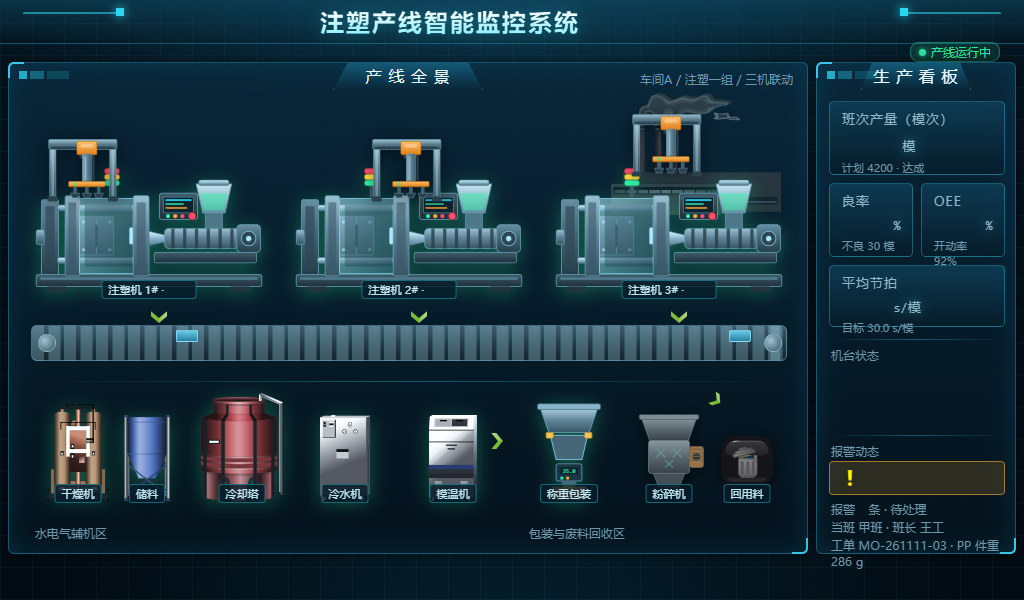 注塑产线智能监控系统
产线运行中
产线全景
车间A / 注塑一组 / 三机联动
注塑机 1# -
注塑机 2# -
注塑机 3# -
干燥机
储料
冷却塔
冷水机
模温机
25.0
称重包装
粉碎机
回用料
水电气辅机区
包装与废料回收区
生产看板
班次产量（模次）
模
计划 4200 · 达成
良率
%
不良 30 模
OEE
%
开动率
92%
平均节拍
s/模
目标 30.0 s/模
机台状态
报警动态
!
报警 条 · 待处理
当班 甲班 · 班长 王工
工单 MO-261111-03 · PP 件重
286 g